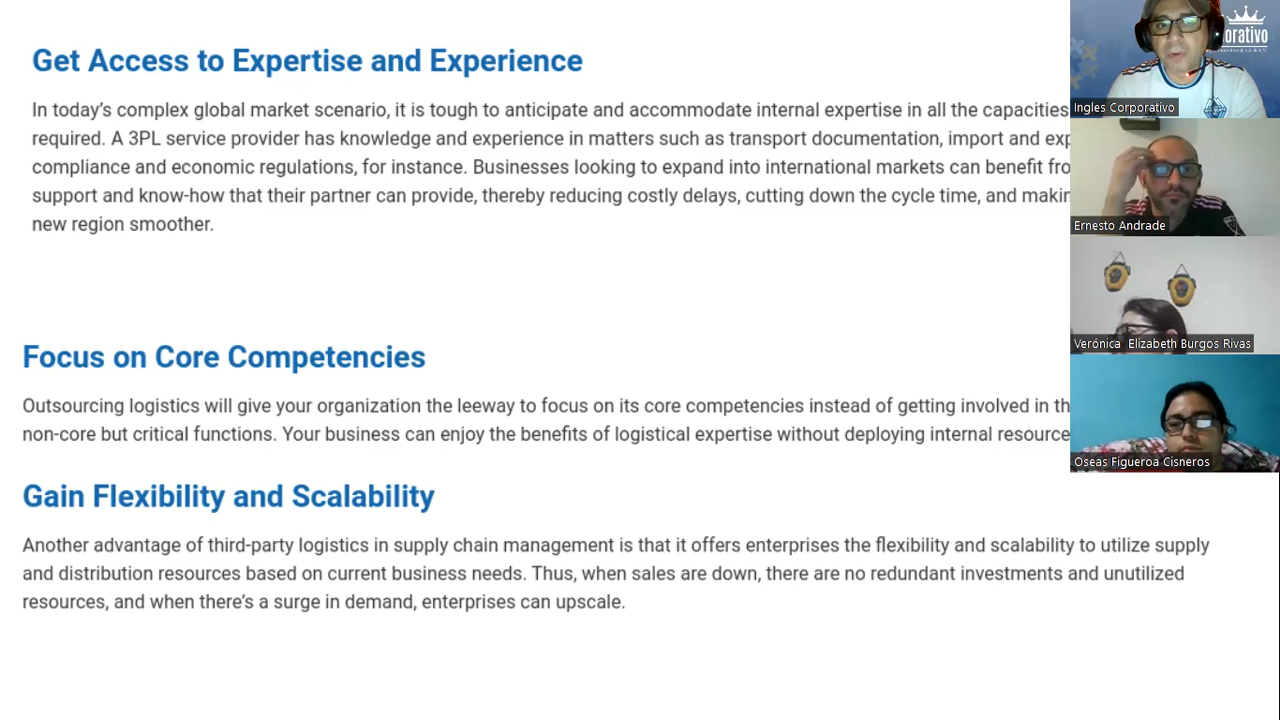 Get Access to Expertise and Experience
In today's complex global market scenario, it is tough to anticipate and accommodate internal expertise in all the capacities
required. A 3PL service provider has knowledge and experience in matters such as transport documentation, import and exp
compliance and economic regulations, for instance. Businesses looking to expand into international markets can benefit fro
support and know-how that their partner can provide, thereby reducing costly delays, cutting down the cycle time, and makin
new region smoother.
Focus on Core Competencies
Outsourcing logistics will give your organization the leeway to focus on its core competencies instead of getting involved in th
non-core but critical functions. Your business can enjoy the benefits of logistical expertise without deploying internal resource
Gain Flexibility and Scalability
Another advantage of third-party logistics in supply chain management is that it offers enterprises the flexibility and scalability to utilize supply
and distribution resources based on current business needs. Thus, when sales are down, there are no redundant investments and unutilized
resources, and when there's a surge in demand, enterprises can upscale.
orativo
Ingles Corporativo
Ernesto Andrade
Verónica Elizabeth Burgos Rivas
Oseas Figueroa Cisneros